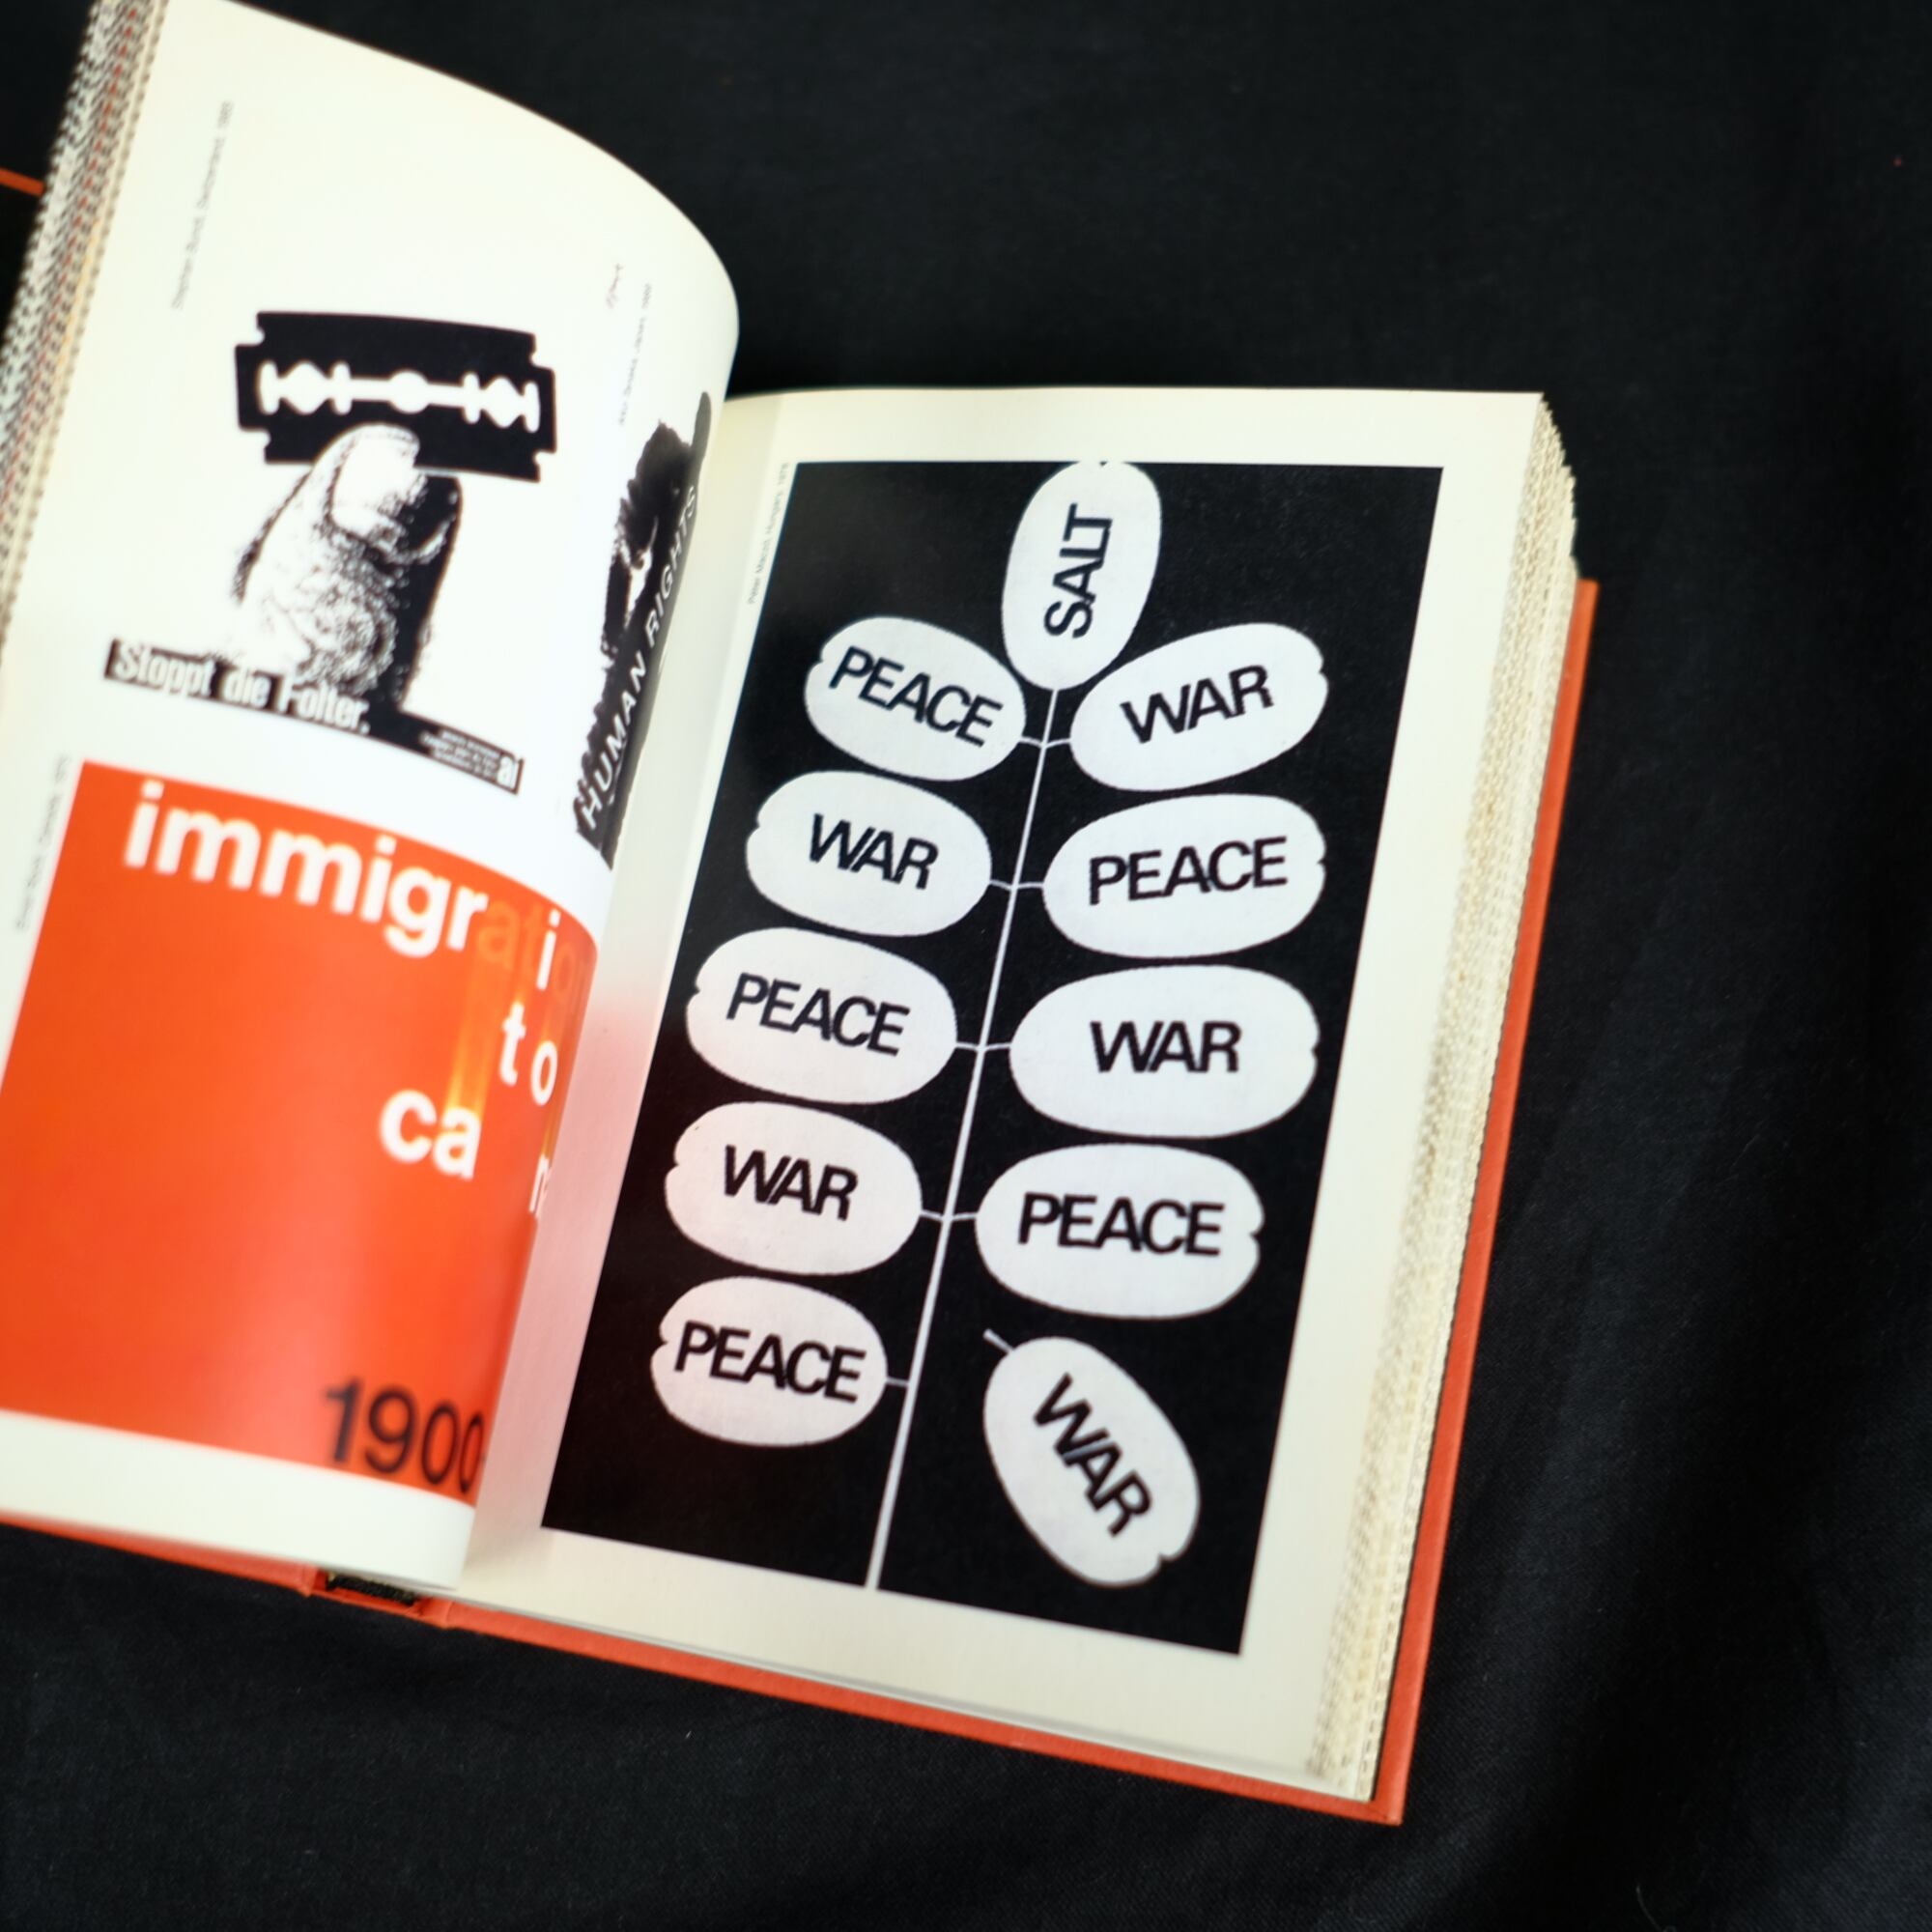 Stoppt die Folter,
ai
HUMAN RIGHTS
immigration
to
ca
1900
SALT
PEACE
WAR
WAR
PEACE
PEACE
WAR
WAR
PEACE
PEACE
WAR